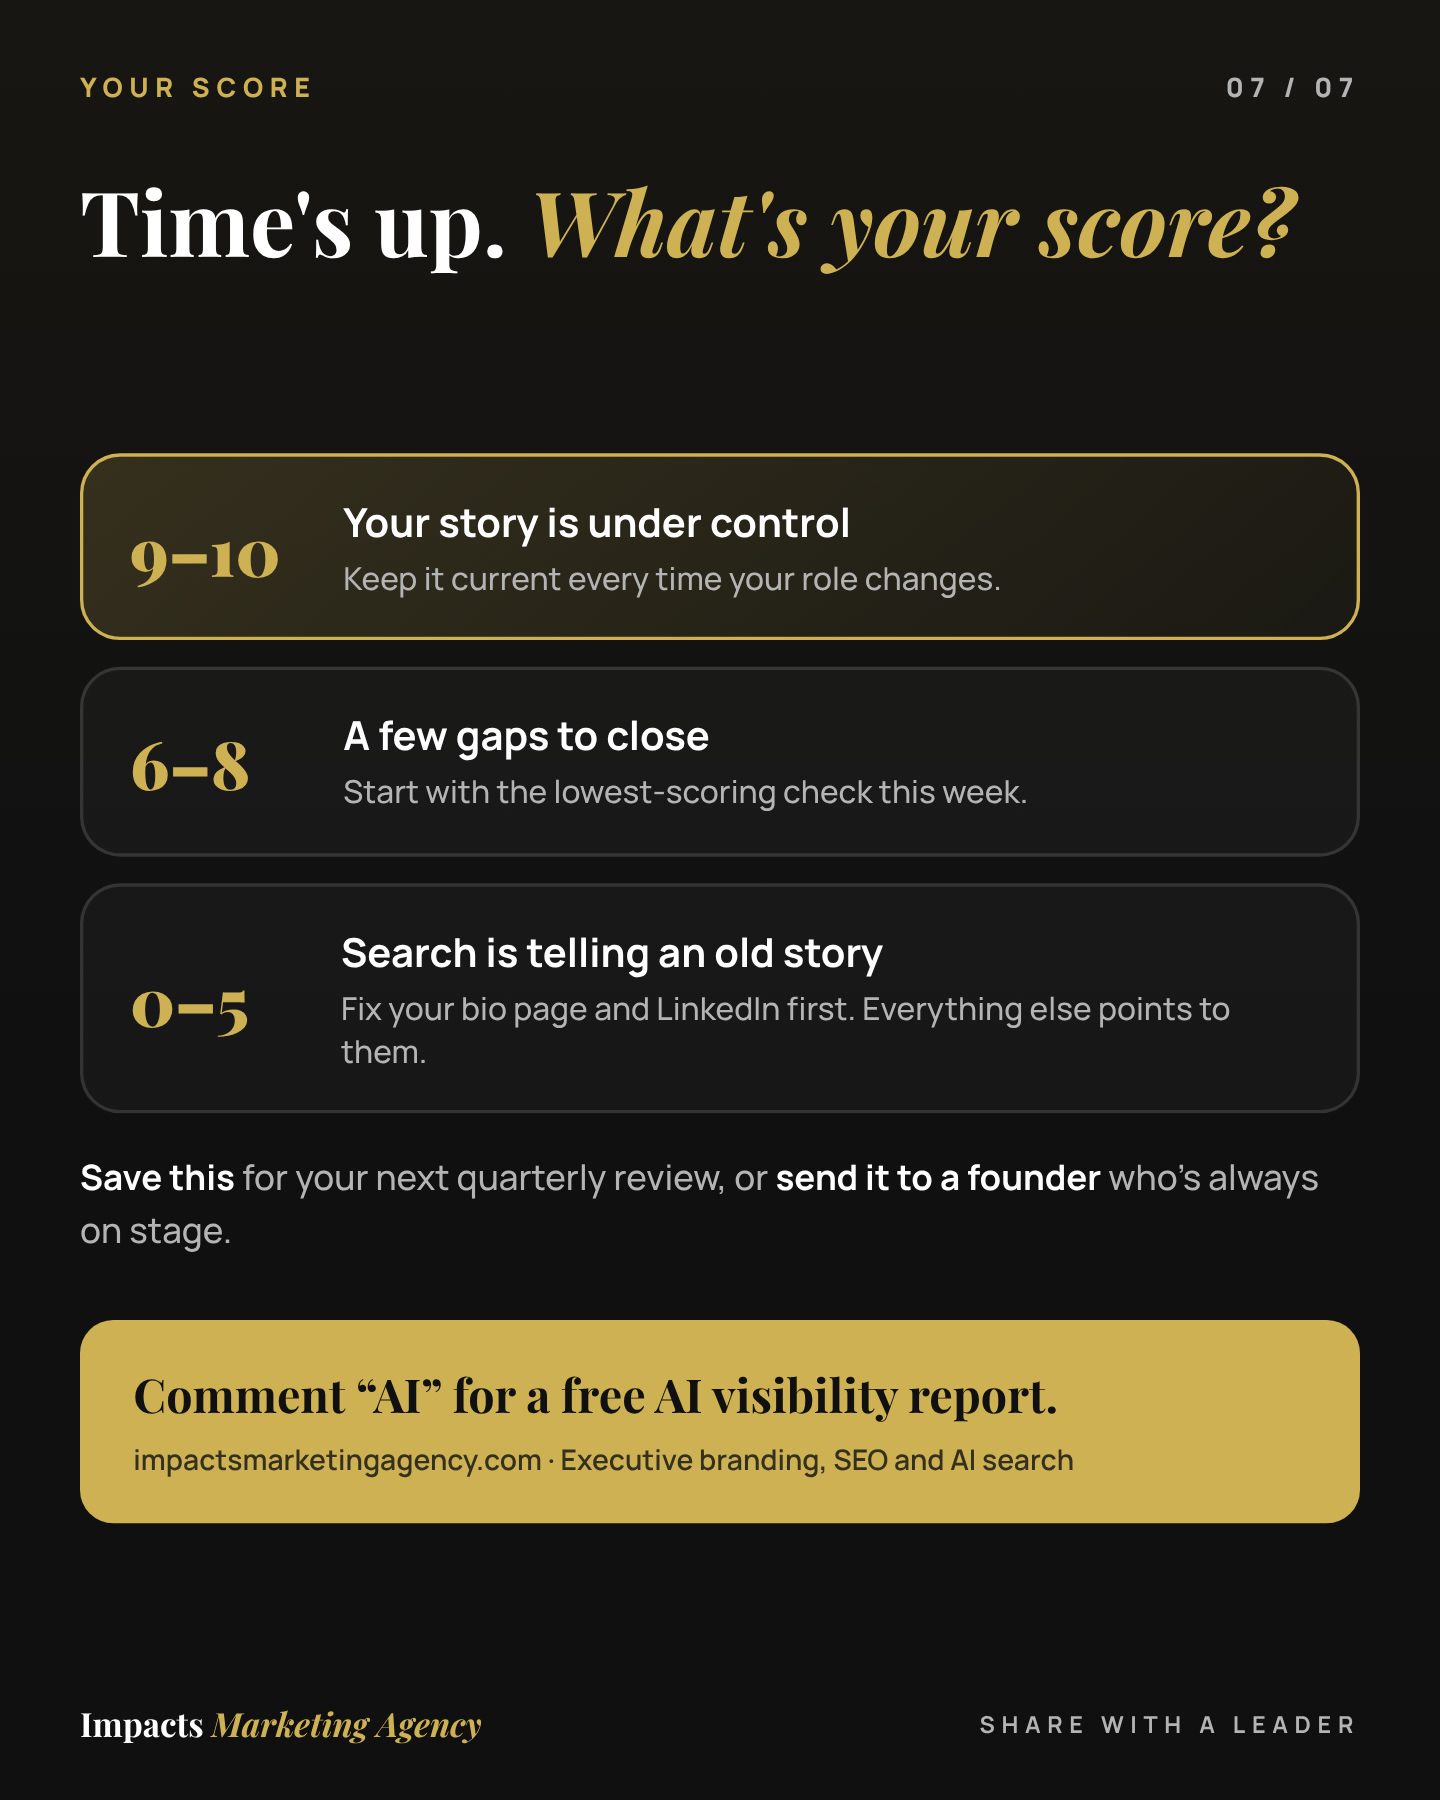 YOUR SCORE
07 / 07
Time's up. What's your score?
9–10
Your story is under control
Keep it current every time your role changes.
6–8
A few gaps to close
Start with the lowest-scoring check this week.
0–5
Search is telling an old story
Fix your bio page and LinkedIn first. Everything else points to
them.
Save this for your next quarterly review, or send it to a founder who’s always
on stage.
Comment “AI” for a free AI visibility report.
impactsmarketingagency.com · Executive branding, SEO and AI search
Impacts Marketing Agency
SHARE WITH A LEADER